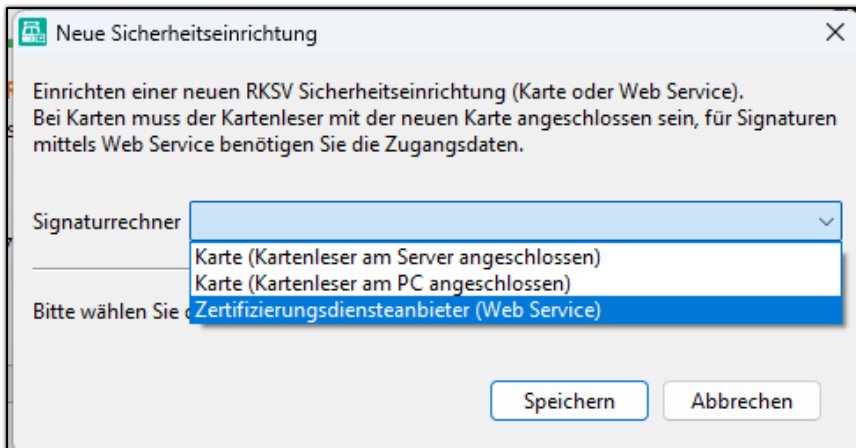 Neue Sicherheitseinrichtung
Einrichten einer neuen RKSV Sicherheitseinrichtung (Karte oder Web Service).
Bei Karten muss der Kartenleser mit der neuen Karte angeschlossen sein, für Signaturen
mittels Web Service benötigen Sie die Zugangsdaten.
Signaturrechner
Karte (Kartenleser am Server angeschlossen)
Karte (Kartenleser am PC angeschlossen)
Bitte wählen Sie
Zertifizierungsdiensteanbieter (Web Service)
Speichern
Abbrechen